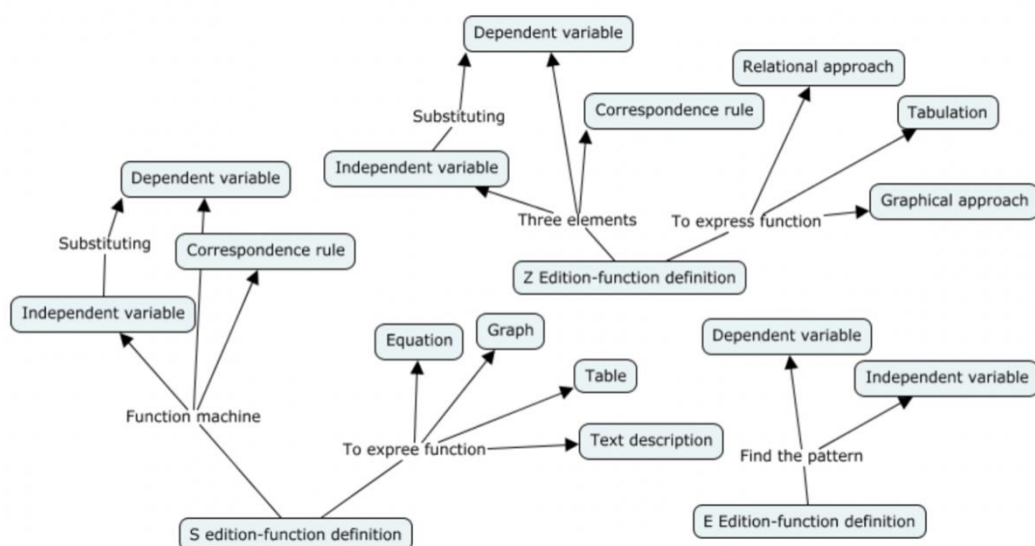 Dependent variable
Relational approach
Tabulation
Substituting
Correspondence rule
Independent variable
Graphical approach
Three elements
To express function
Z Edition-function definition
Dependent variable
Substituting
Correspondence rule
Independent variable
Function machine
S edition-function definition
Equation
Graph
Table
Text description
To expree function
Dependent variable
Independent variable
Find the pattern
E Edition-function definition